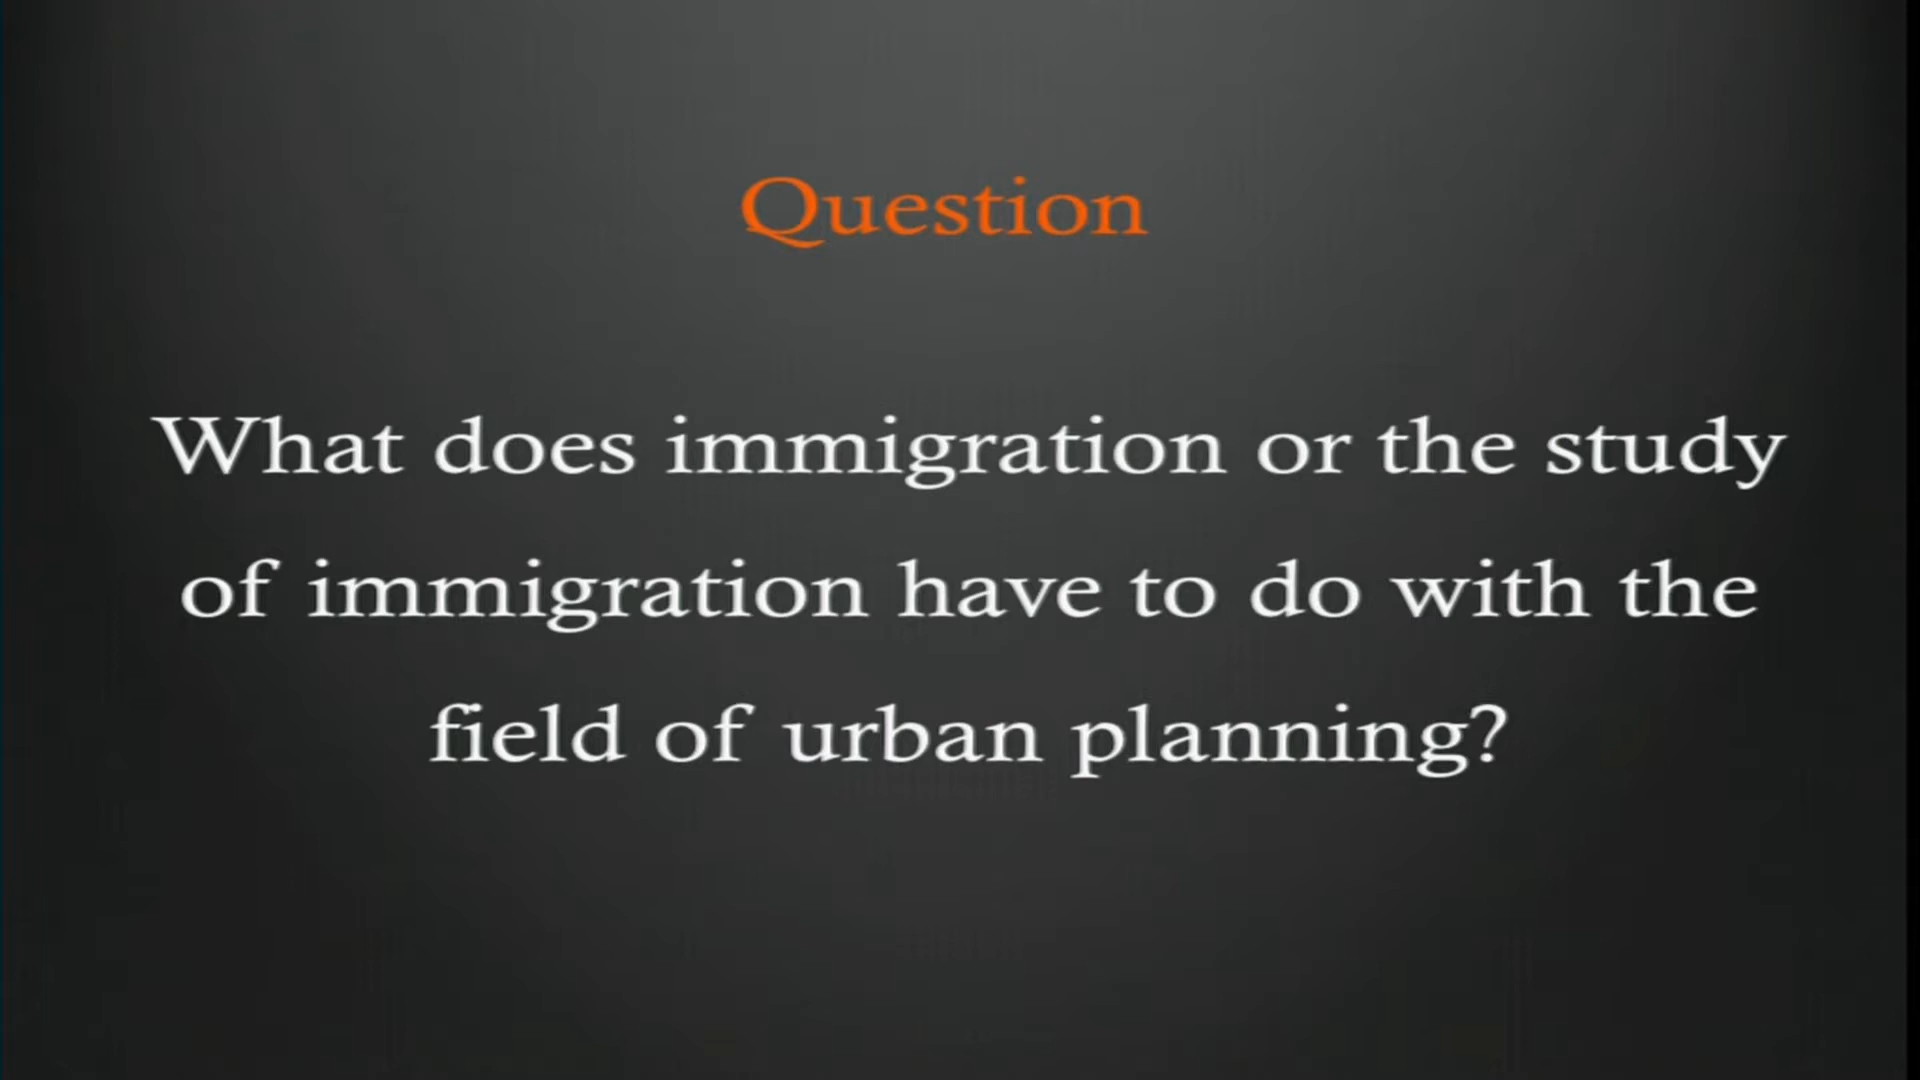 Question
What does immigration or the study
of immigration have to do with the
field of urban planning?